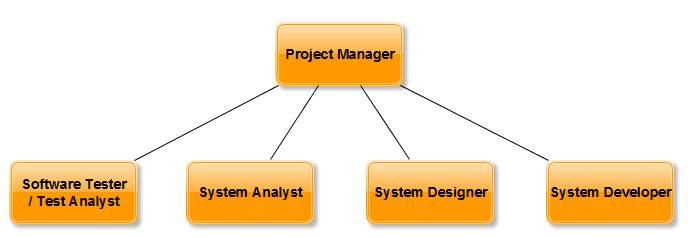 Project Manager
Software Tester
/ Test Analyst
System Analyst
System Designer
System Developer